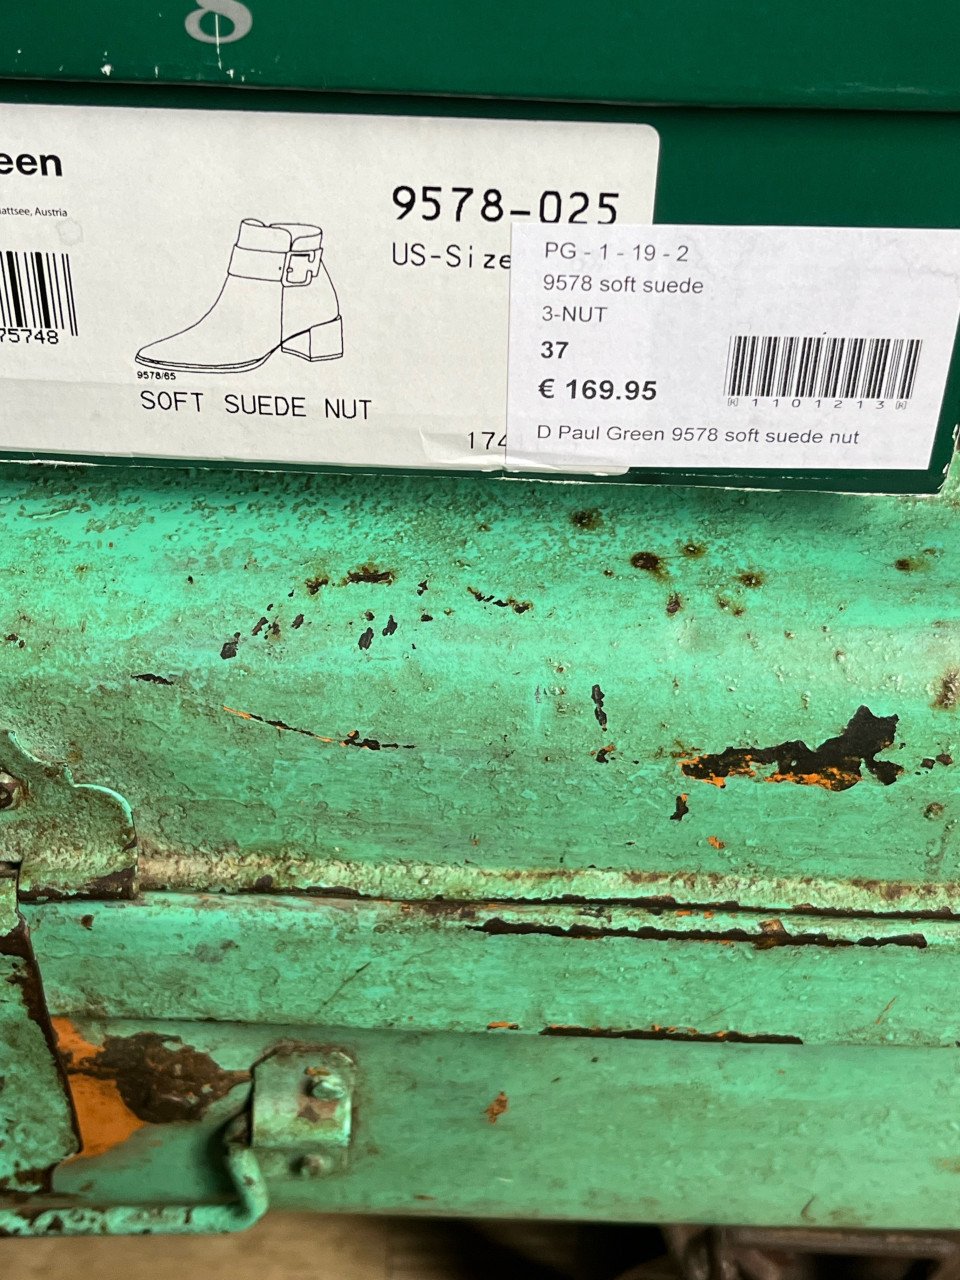 een
attsee, Austria
9578-025
US-Size
75748
9578/65
SOFT SUEDE NUT
174
PG - 1 - 19 - 2
9578 soft suede
3-NUT
37
€ 169.95
1101213
D Paul Green 9578 soft suede nut